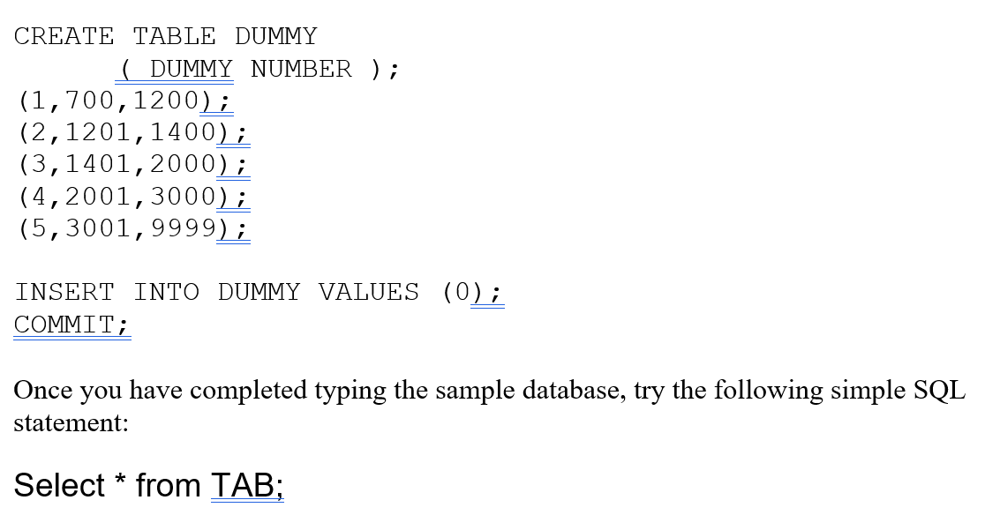 CREATE TABLE DUMMY
( DUMMY NUMBER );
(1,700,1200);
(2,1201,1400);
(3,1401,2000);
(4,2001,3000);
(5,3001,9999);
INSERT INTO DUMMY VALUES (0);
COMMIT;
Once you have completed typing the sample database, try the following simple SQL
statement:
Select * from TAB;